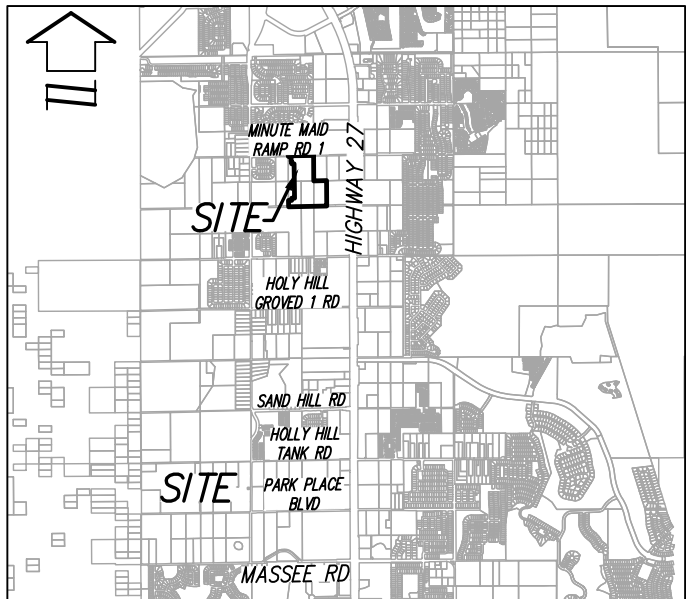 MINUTE MAID
RAMP RD 1
HIGHWAY 27
SITE
HOLY HILL
GROVED 1 RD
SAND HILL RD
HOLLY HILL
TANK RD
SITE
PARK PLACE
BLVD
MASSEE RD